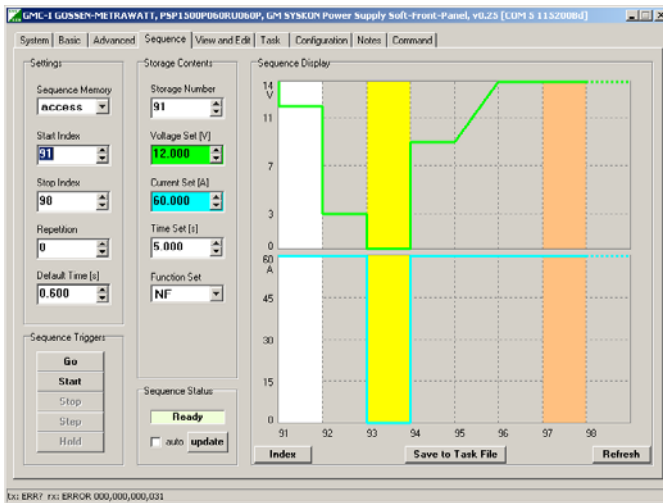 GMC-I GOSSEN-METRAWATT, PSP1500P060RU060P, GM SYSKON Power Supply Soft-Front-Panel, v0.25 [COM 5 115200Bd]
System Basic Advanced Sequence View and Edit Task Configuration Notes Command
Settings
Sequence Memory
access
Start Index
91
Stop Index
98
Repetition
0
Default Time [s]
0.600
Sequence Triggers
Go
Start
Stop
Step
Hold
Storage Contents
Storage Number
91
Voltage Set [V]
12.000
Current Set [A]
60.000
Time Set [s]
5.000
Function Set
NF
Sequence Status
Ready
auto update
Sequence Display
14
V
11
7
3
0
60
A
45
30
15
0
91 92 93 94 95 96 97 98
Index Save to Task File Refresh
tx: ERR? rx: ERROR 000,000,000,031